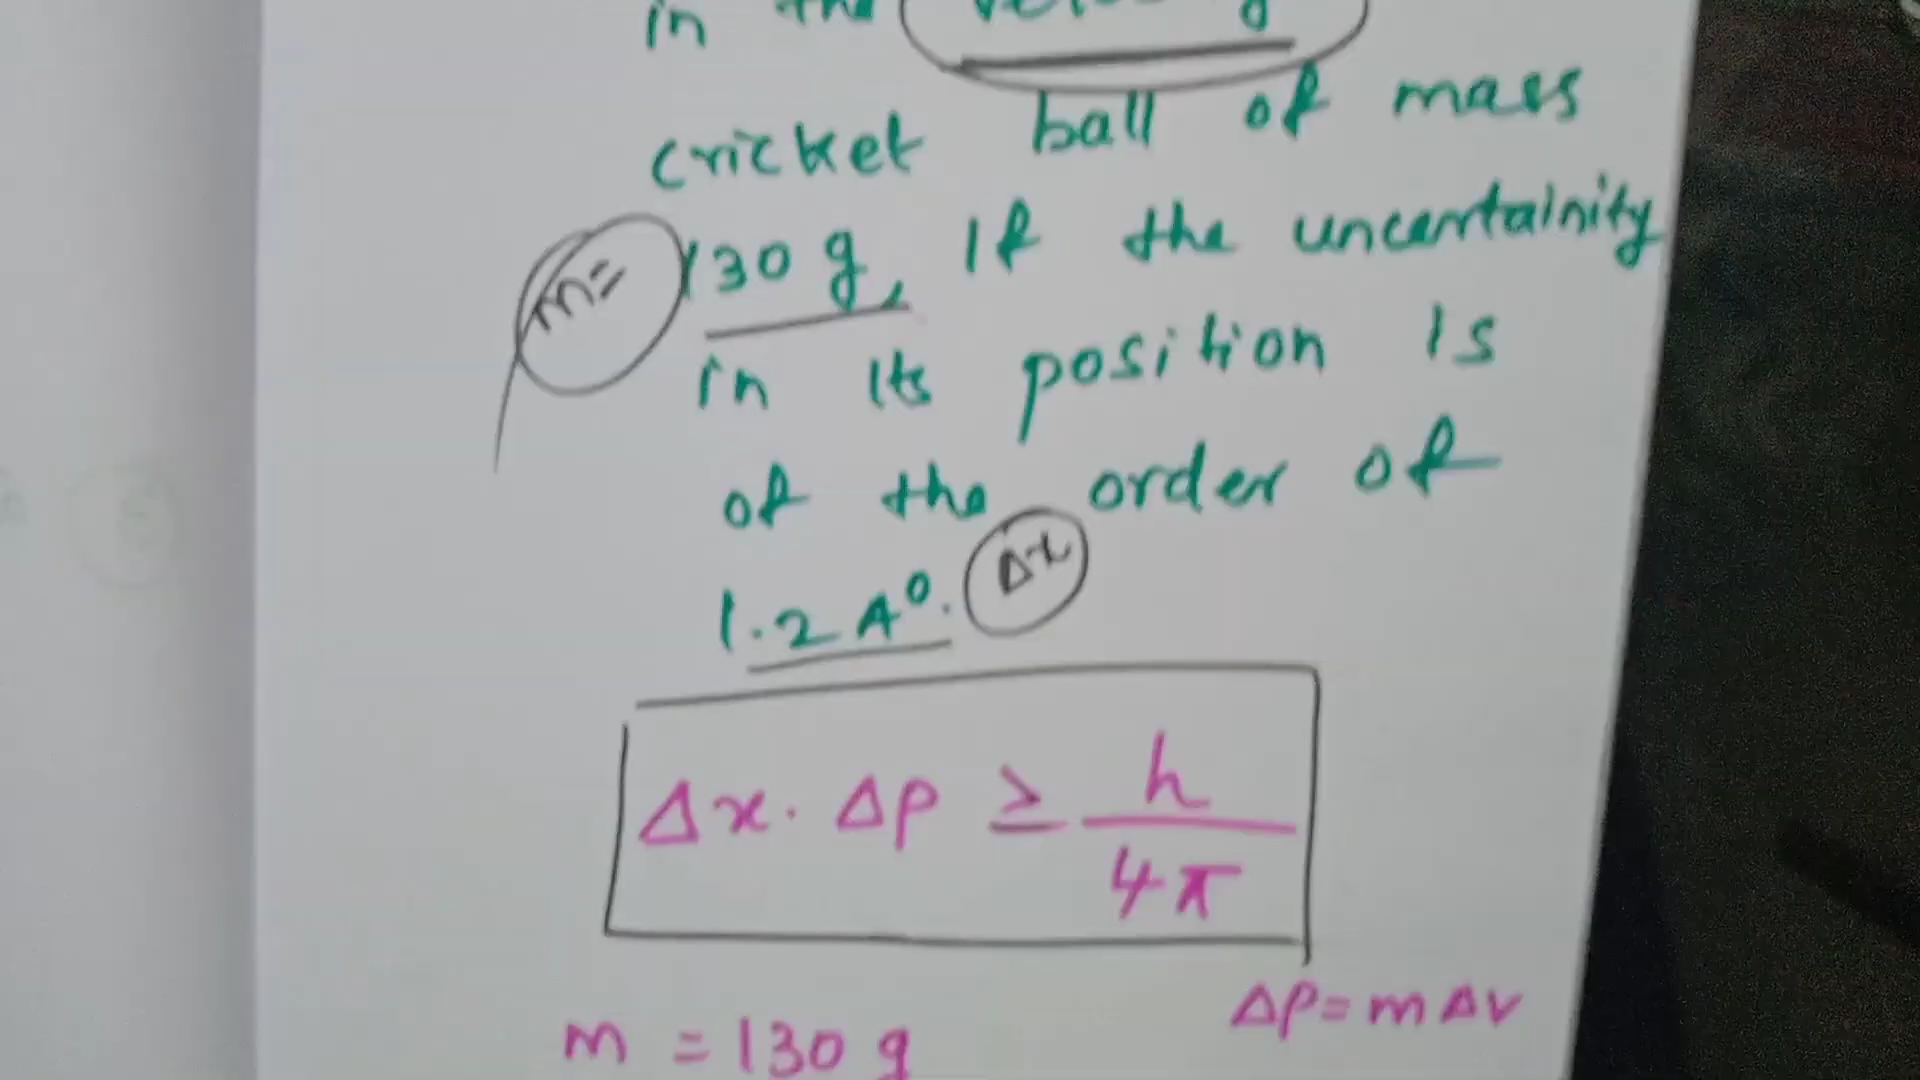 in the velocity
cricket ball of mass
m= 130 g, If the uncertainity
in its position is
of the order of
1.2 A°. Δx
Δx. Δp ≥ h/4π
Δp=mΔv
m = 130 g